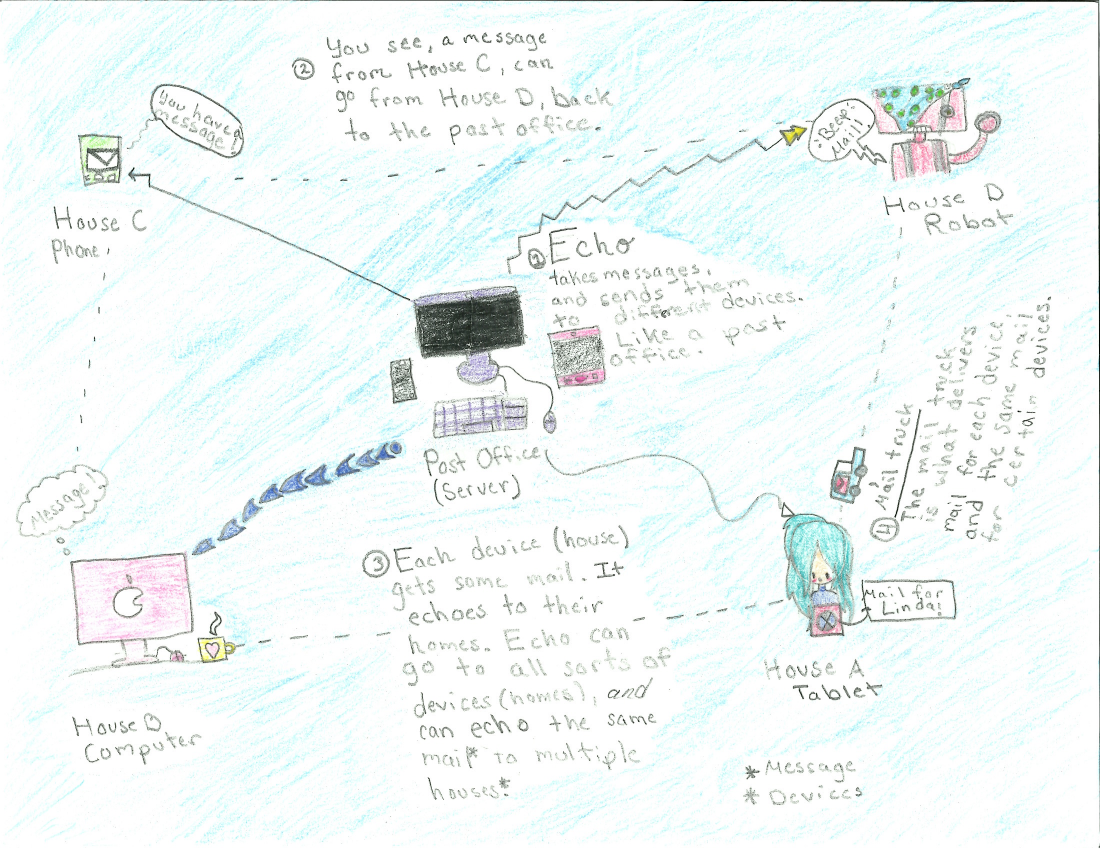 ② You see, a message
from House C, can
go from House D, back
to the post office.
You have a
message!
House C
Phone
"Beep"
Mail!
House D
Robot
① Echo
takes messages,
and sends them
to different devices.
Like a post
office.
Post Office
(Server)
Message!
House B
Computer
③ Each device (house)
gets some mail. It
echoes to their
homes. Echo can
go to all sorts of
devices (homes), and
can echo the same
mail* to multiple
houses*.
④ Mail truck
The mail truck
is what delivers
mail for each device,
and the same mail
for certain devices.
Mail for
Linda!
House A
Tablet
* Message
* Devices